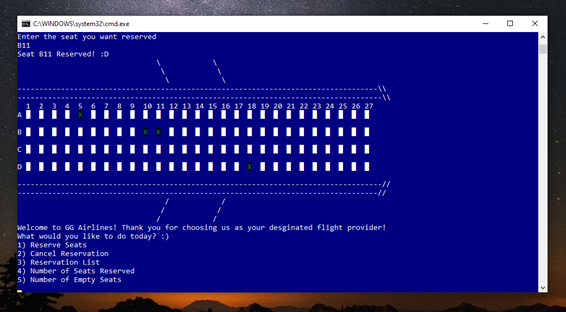 C:\WINDOWS\system32\cmd.exe
Enter the seat you want reserved
B11
Seat B11 Reserved! :D
1 2 3 4 5 6 7 8 9 10 11 12 13 14 15 16 17 18 19 20 21 22 23 24 25 26 27
A X
B X X
C
D X
Welcome to GG Airlines! Thank you for choosing us as your desginated flight provider!
What would you like to do today? :)
1) Reserve Seats
2) Cancel Reservation
3) Reservation List
4) Number of Seats Reserved
5) Number of Empty Seats